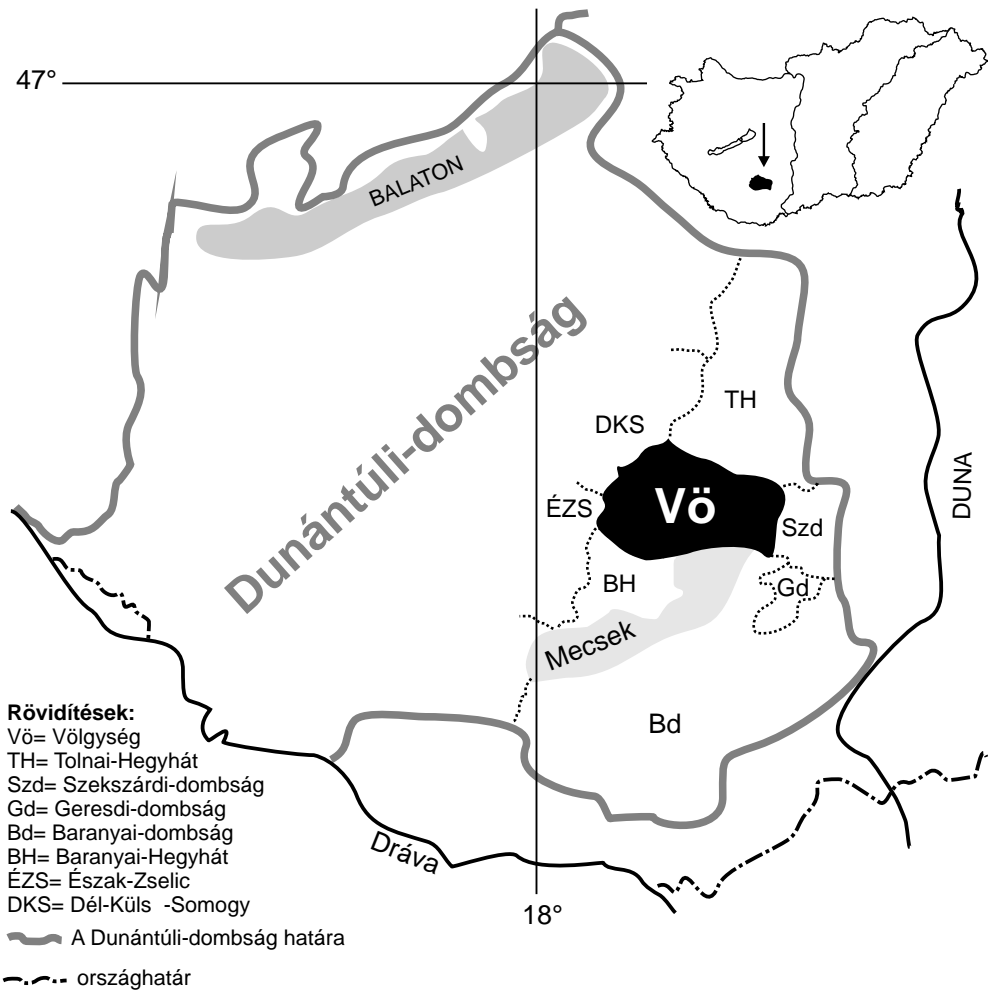 47°
BALATON
Dunántúli-dombság
TH
DKS
DUNA
Vö
ÉZS
Szd
BH
Gd
Mecsek
Bd
Rövidítések:
Vö= Völgység
TH= Tolnai-Hegyhát
Szd= Szekszárdi-dombság
Gd= Geresdi-dombság
Bd= Baranyai-dombság
BH= Baranyai-Hegyhát
ÉZS= Észak-Zselic
DKS= Dél-Küls -Somogy
Dráva
18°
A Dunántúli-dombság határa
országhatár